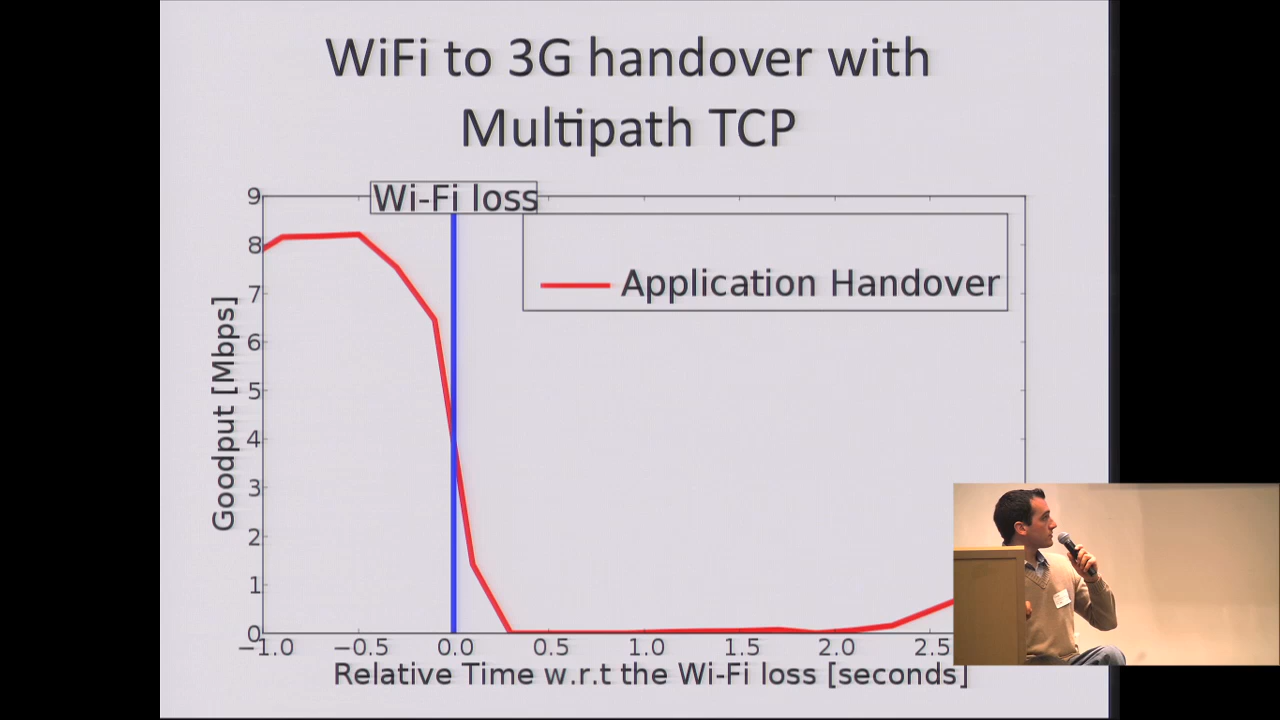 WiFi to 3G handover with
Multipath TCP
Wi-Fi loss
Application Handover
Goodput [Mbps]
9
8
7
6
5
4
3
2
1
0
−1.0 −0.5 0.0 0.5 1.0 1.5 2.0 2.5
Relative Time w.r.t the Wi-Fi loss [seconds]